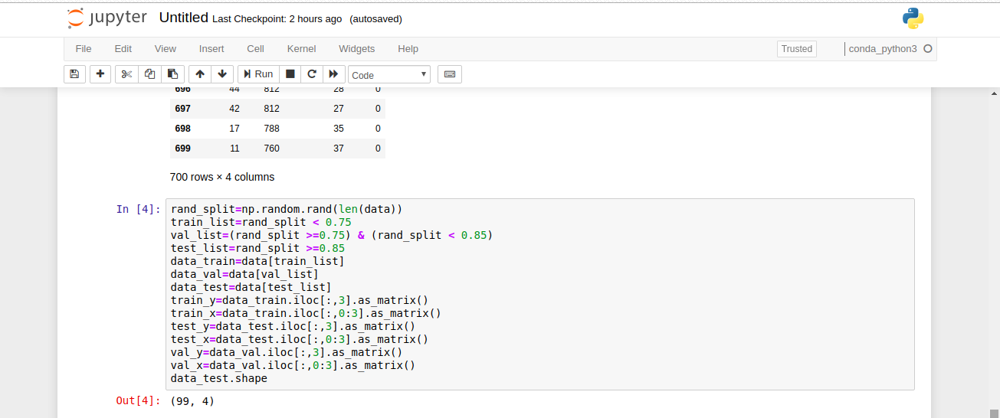 jupyter Untitled Last Checkpoint: 2 hours ago (autosaved)
File Edit View Insert Cell Kernel Widgets Help Trusted conda_python3
Run Code
696 44 812 28 0
697 42 812 27 0
698 17 788 35 0
699 11 760 37 0
700 rows × 4 columns
In [4]: rand_split=np.random.rand(len(data))
train_list=rand_split < 0.75
val_list=(rand_split >=0.75) & (rand_split < 0.85)
test_list=rand_split >=0.85
data_train=data[train_list]
data_val=data[val_list]
data_test=data[test_list]
train_y=data_train.iloc[:,3].as_matrix()
train_x=data_train.iloc[:,0:3].as_matrix()
test_y=data_test.iloc[:,3].as_matrix()
test_x=data_test.iloc[:,0:3].as_matrix()
val_y=data_val.iloc[:,3].as_matrix()
val_x=data_val.iloc[:,0:3].as_matrix()
data_test.shape
Out[4]: (99, 4)